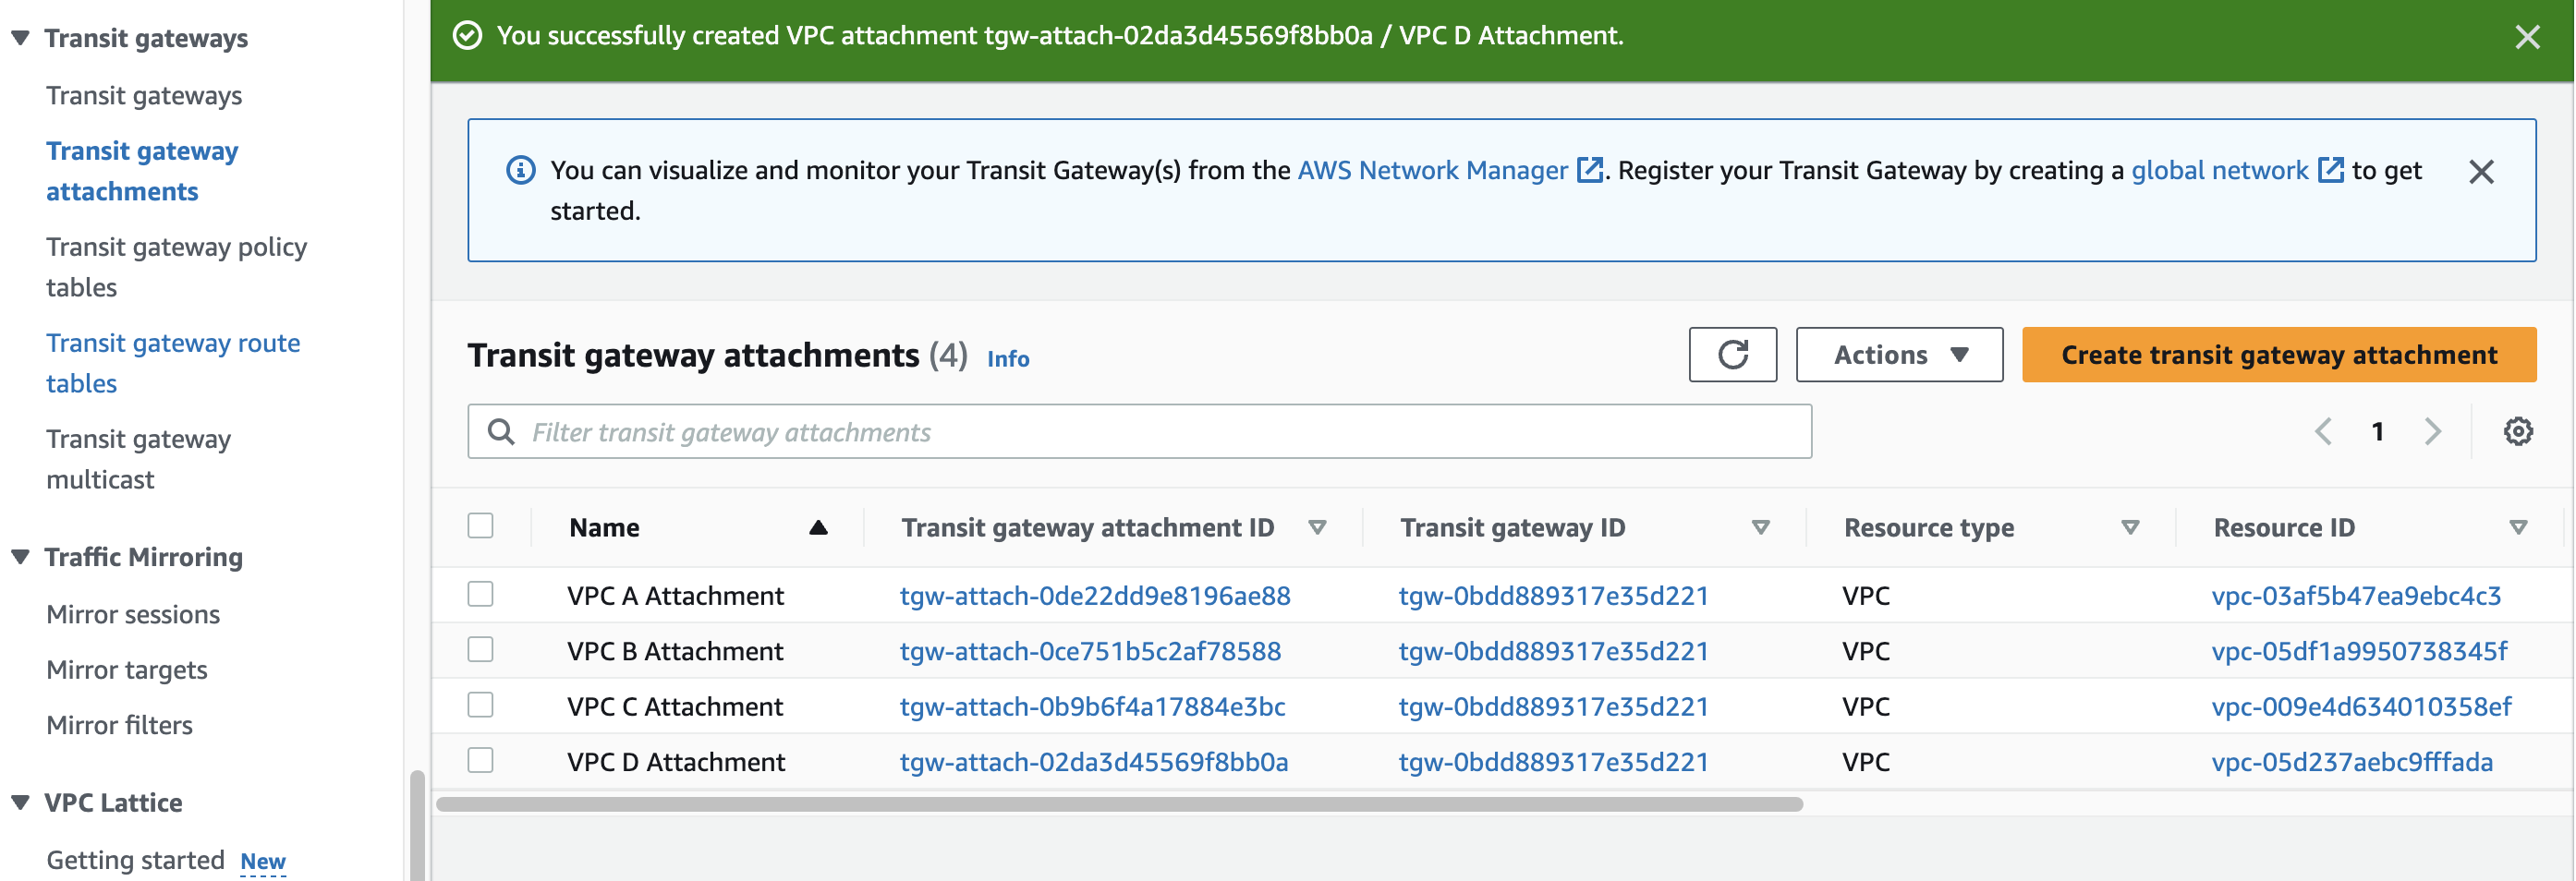 Transit gateways
Transit gateways
Transit gateway
attachments
Transit gateway policy
tables
Transit gateway route
tables
Transit gateway
multicast
Traffic Mirroring
Mirror sessions
Mirror targets
Mirror filters
VPC Lattice
Getting started New
You successfully created VPC attachment tgw-attach-02da3d45569f8bb0a / VPC D Attachment.
You can visualize and monitor your Transit Gateway(s) from the AWS Network Manager. Register your Transit Gateway by creating a global network to get
started.
Transit gateway attachments (4) Info
Actions
Create transit gateway attachment
Filter transit gateway attachments
1
Name Transit gateway attachment ID Transit gateway ID Resource type Resource ID
VPC A Attachment tgw-attach-0de22dd9e8196ae88 tgw-0bdd889317e35d221 VPC vpc-03af5b47ea9ebc4c3
VPC B Attachment tgw-attach-0ce751b5c2af78588 tgw-0bdd889317e35d221 VPC vpc-05df1a9950738345f
VPC C Attachment tgw-attach-0b9b6f4a17884e3bc tgw-0bdd889317e35d221 VPC vpc-009e4d634010358ef
VPC D Attachment tgw-attach-02da3d45569f8bb0a tgw-0bdd889317e35d221 VPC vpc-05d237aebc9fffada